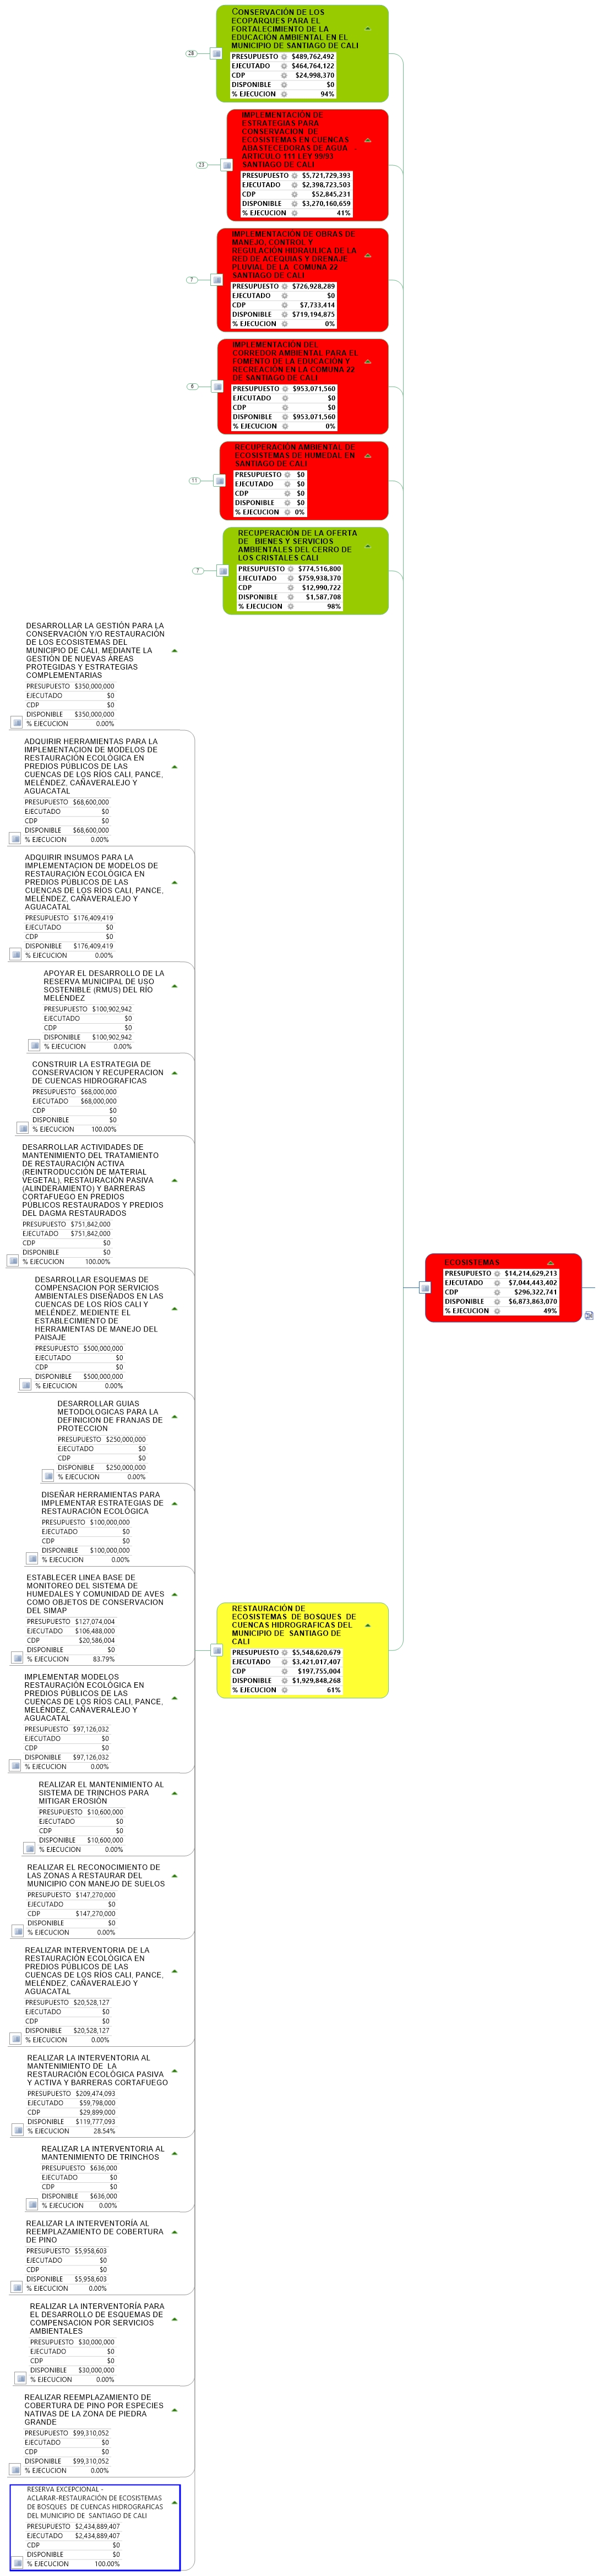 CONSERVACIÓN DE LOS
ECOPARQUES PARA EL
FORTALECIMIENTO DE LA
EDUCACIÓN AMBIENTAL EN EL
MUNICIPIO DE SANTIAGO DE CALI
PRESUPUESTO $489,762,492
EJECUTADO $464,764,122
CDP $24,998,370
DISPONIBLE $0
% EJECUCION 94%
28
IMPLEMENTACIÓN DE
ESTRATEGIAS PARA
CONSERVACION DE
ECOSISTEMAS EN CUENCAS
ABASTECEDORAS DE AGUA
ARTICULO 111 LEY 99/93
SANTIAGO DE CALI
PRESUPUESTO $5,721,729,393
EJECUTADO $2,398,723,503
CDP $52,845,231
DISPONIBLE $3,270,160,659
% EJECUCION 41%
23
IMPLEMENTACIÓN DE OBRAS DE
MANEJO, CONTROL Y
REGULACIÓN HIDRAULICA DE LA
RED DE ACEQUIAS Y DRENAJE
PLUVIAL DE LA COMUNA 22
SANTIAGO DE CALI
PRESUPUESTO $726,928,289
EJECUTADO $0
CDP $7,733,414
DISPONIBLE $719,194,875
% EJECUCION 0%
7
IMPLEMENTACIÓN DEL
CORREDOR AMBIENTAL PARA EL
FOMENTO DE LA EDUCACIÓN Y
RECREACIÓN EN LA COMUNA 22
DE SANTIAGO DE CALI
PRESUPUESTO $953,071,560
EJECUTADO $0
CDP $0
DISPONIBLE $953,071,560
% EJECUCION 0%
6
RECUPERACIÓN AMBIENTAL DE
ECOSISTEMAS DE HUMEDAL EN
SANTIAGO DE CALI
PRESUPUESTO $0
EJECUTADO $0
CDP $0
DISPONIBLE $0
% EJECUCION 0%
11
RECUPERACIÓN DE LA OFERTA
DE BIENES Y SERVICIOS
AMBIENTALES DEL CERRO DE
LOS CRISTALES CALI
PRESUPUESTO $774,516,800
EJECUTADO $759,938,370
CDP $12,990,722
DISPONIBLE $1,587,708
% EJECUCION 98%
7
DESARROLLAR LA GESTIÓN PARA LA
CONSERVACIÓN Y/O RESTAURACIÓN
DE LOS ECOSISTEMAS DEL
MUNICIPIO DE CALI, MEDIANTE LA
GESTIÓN DE NUEVAS ÁREAS
PROTEGIDAS Y ESTRATEGIAS
COMPLEMENTARIAS
PRESUPUESTO $350,000,000
EJECUTADO $0
CDP $0
DISPONIBLE $350,000,000
% EJECUCION 0.00%
ADQUIRIR HERRAMIENTAS PARA LA
IMPLEMENTACION DE MODELOS DE
RESTAURACIÓN ECOLÓGICA EN
PREDIOS PÚBLICOS DE LAS
CUENCAS DE LOS RÍOS CALI, PANCE,
MELÉNDEZ, CAÑAVERALEJO Y
AGUACATAL
PRESUPUESTO $68,600,000
EJECUTADO $0
CDP $0
DISPONIBLE $68,600,000
% EJECUCION 0.00%
ADQUIRIR INSUMOS PARA LA
IMPLEMENTACION DE MODELOS DE
RESTAURACIÓN ECOLÓGICA EN
PREDIOS PÚBLICOS DE LAS
CUENCAS DE LOS RÍOS CALI, PANCE,
MELÉNDEZ, CAÑAVERALEJO Y
AGUACATAL
PRESUPUESTO $176,409,419
EJECUTADO $0
CDP $0
DISPONIBLE $176,409,419
% EJECUCION 0.00%
APOYAR EL DESARROLLO DE LA
RESERVA MUNICIPAL DE USO
SOSTENIBLE (RMUS) DEL RÍO
MELÉNDEZ
PRESUPUESTO $100,902,942
EJECUTADO $0
CDP $0
DISPONIBLE $100,902,942
% EJECUCION 0.00%
CONSTRUIR LA ESTRATEGIA DE
CONSERVACION Y RECUPERACION
DE CUENCAS HIDROGRAFICAS
PRESUPUESTO $68,000,000
EJECUTADO $68,000,000
CDP $0
DISPONIBLE $0
% EJECUCION 100.00%
DESARROLLAR ACTIVIDADES DE
MANTENIMIENTO DEL TRATAMIENTO
DE RESTAURACIÓN ACTIVA
(REINTRODUCCIÓN DE MATERIAL
VEGETAL), RESTAURACIÓN PASIVA
(ALINDERAMIENTO) Y BARRERAS
CORTAFUEGO EN PREDIOS
PÚBLICOS RESTAURADOS Y PREDIOS
DEL DAGMA RESTAURADOS
PRESUPUESTO $751,842,000
EJECUTADO $751,842,000
CDP $0
DISPONIBLE $0
% EJECUCION 100.00%
DESARROLLAR ESQUEMAS DE
COMPENSACION POR SERVICIOS
AMBIENTALES DISEÑADOS EN LAS
CUENCAS DE LOS RÍOS CALI Y
MELÉNDEZ, MEDIENTE EL
ESTABLECIMIENTO DE
HERRAMIENTAS DE MANEJO DEL
PAISAJE
PRESUPUESTO $500,000,000
EJECUTADO $0
CDP $0
DISPONIBLE $500,000,000
% EJECUCION 0.00%
DESARROLLAR GUIAS
METODOLOGICAS PARA LA
DEFINICION DE FRANJAS DE
PROTECCION
PRESUPUESTO $250,000,000
EJECUTADO $0
CDP $0
DISPONIBLE $250,000,000
% EJECUCION 0.00%
DISEÑAR HERRAMIENTAS PARA
IMPLEMENTAR ESTRATEGIAS DE
RESTAURACIÓN ECOLÓGICA
PRESUPUESTO $100,000,000
EJECUTADO $0
CDP $0
DISPONIBLE $100,000,000
% EJECUCION 0.00%
ESTABLECER LINEA BASE DE
MONITOREO DEL SISTEMA DE
HUMEDALES Y COMUNIDAD DE AVES
COMO OBJETOS DE CONSERVACION
DEL SIMAP
PRESUPUESTO $127,074,004
EJECUTADO $106,488,000
CDP $20,586,004
DISPONIBLE $0
% EJECUCION 83.79%
IMPLEMENTAR MODELOS
RESTAURACIÓN ECOLÓGICA EN
PREDIOS PÚBLICOS DE LAS
CUENCAS DE LOS RÍOS CALI, PANCE,
MELÉNDEZ, CAÑAVERALEJO Y
AGUACATAL
PRESUPUESTO $97,126,032
EJECUTADO $0
CDP $0
DISPONIBLE $97,126,032
% EJECUCION 0.00%
REALIZAR EL MANTENIMIENTO AL
SISTEMA DE TRINCHOS PARA
MITIGAR EROSIÓN
PRESUPUESTO $10,600,000
EJECUTADO $0
CDP $0
DISPONIBLE $10,600,000
% EJECUCION 0.00%
REALIZAR EL RECONOCIMIENTO DE
LAS ZONAS A RESTAURAR DEL
MUNICIPIO CON MANEJO DE SUELOS
PRESUPUESTO $147,270,000
EJECUTADO $0
CDP $147,270,000
DISPONIBLE $0
% EJECUCION 0.00%
REALIZAR INTERVENTORIA DE LA
RESTAURACIÓN ECOLÓGICA EN
PREDIOS PÚBLICOS DE LAS
CUENCAS DE LOS RÍOS CALI, PANCE,
MELÉNDEZ, CAÑAVERALEJO Y
AGUACATAL
PRESUPUESTO $20,528,127
EJECUTADO $0
CDP $0
DISPONIBLE $20,528,127
% EJECUCION 0.00%
REALIZAR LA INTERVENTORIA AL
MANTENIMIENTO DE LA
RESTAURACIÓN ECOLÓGICA PASIVA
Y ACTIVA Y BARRERAS CORTAFUEGO
PRESUPUESTO $209,474,093
EJECUTADO $59,798,000
CDP $29,899,000
DISPONIBLE $119,777,093
% EJECUCION 28.54%
REALIZAR LA INTERVENTORIA AL
MANTENIMIENTO DE TRINCHOS
PRESUPUESTO $636,000
EJECUTADO $0
CDP $0
DISPONIBLE $636,000
% EJECUCION 0.00%
REALIZAR LA INTERVENTORÍA AL
REEMPLAZAMIENTO DE COBERTURA
DE PINO
PRESUPUESTO $5,958,603
EJECUTADO $0
CDP $0
DISPONIBLE $5,958,603
% EJECUCION 0.00%
REALIZAR LA INTERVENTORÍA PARA
EL DESARROLLO DE ESQUEMAS DE
COMPENSACION POR SERVICIOS
AMBIENTALES
PRESUPUESTO $30,000,000
EJECUTADO $0
CDP $0
DISPONIBLE $30,000,000
% EJECUCION 0.00%
REALIZAR REEMPLAZAMIENTO DE
COBERTURA DE PINO POR ESPECIES
NATIVAS DE LA ZONA DE PIEDRA
GRANDE
PRESUPUESTO $99,310,052
EJECUTADO $0
CDP $0
DISPONIBLE $99,310,052
% EJECUCION 0.00%
RESERVA EXCEPCIONAL -
ACLARAR-RESTAURACIÓN DE ECOSISTEMAS
DE BOSQUES DE CUENCAS HIDROGRAFICAS
DEL MUNICIPIO DE SANTIAGO DE CALI
PRESUPUESTO $2,434,889,407
EJECUTADO $2,434,889,407
CDP $0
DISPONIBLE $0
% EJECUCION 100.00%
RESTAURACIÓN DE
ECOSISTEMAS DE BOSQUES DE
CUENCAS HIDROGRAFICAS DEL
MUNICIPIO DE SANTIAGO DE
CALI
PRESUPUESTO $5,548,620,679
EJECUTADO $3,421,017,407
CDP $197,755,004
DISPONIBLE $1,929,848,268
% EJECUCION 61%
ECOSISTEMAS
PRESUPUESTO $14,214,629,213
EJECUTADO $7,044,443,402
CDP $296,322,741
DISPONIBLE $6,873,863,070
% EJECUCION 49%